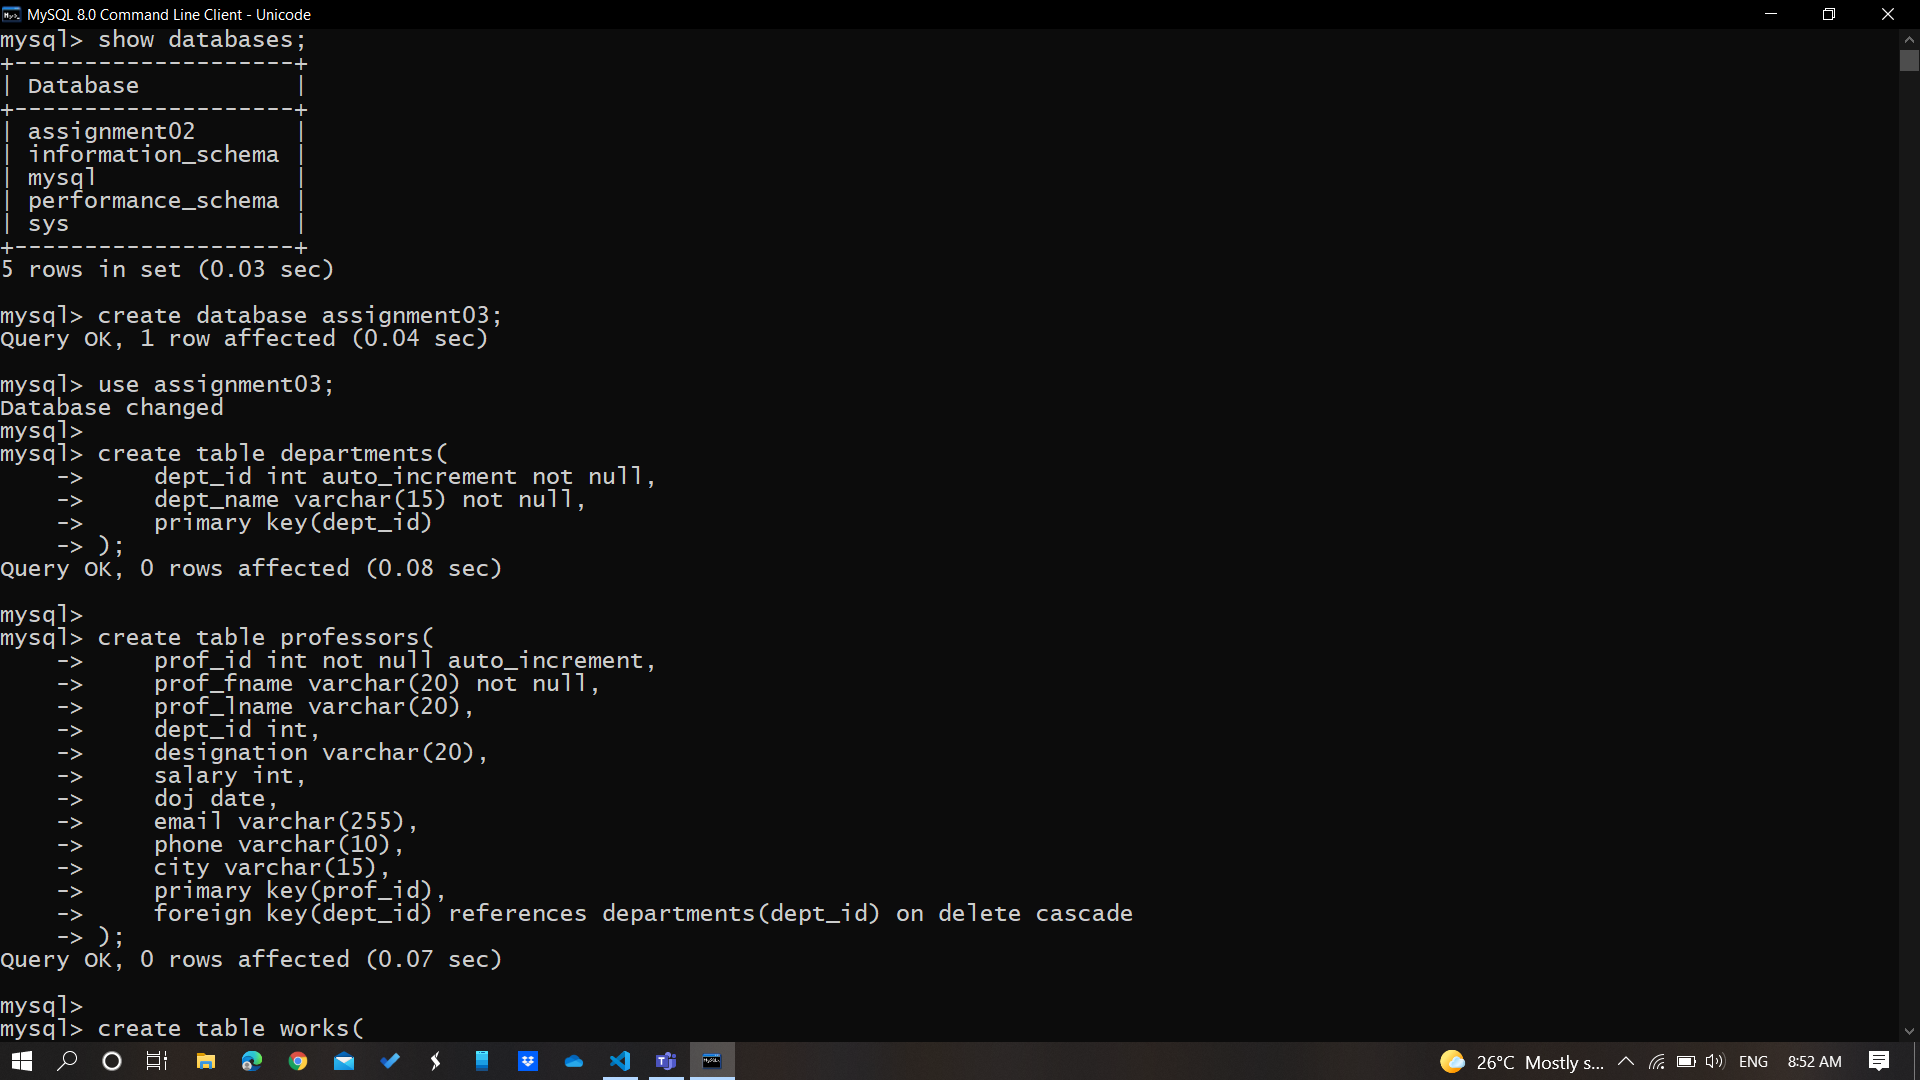 MySQL 8.0 Command Line Client - Unicode
mysql> show databases;
+--------------------+
| Database           |
+--------------------+
| assignment02       |
| information_schema |
| mysql              |
| performance_schema |
| sys                |
+--------------------+
5 rows in set (0.03 sec)
mysql> create database assignment03;
Query OK, 1 row affected (0.04 sec)
mysql> use assignment03;
Database changed
mysql>
mysql> create table departments(
    ->     dept_id int auto_increment not null,
    ->     dept_name varchar(15) not null,
    ->     primary key(dept_id)
    -> );
Query OK, 0 rows affected (0.08 sec)
mysql>
mysql> create table professors(
    ->     prof_id int not null auto_increment,
    ->     prof_fname varchar(20) not null,
    ->     prof_lname varchar(20),
    ->     dept_id int,
    ->     designation varchar(20),
    ->     salary int,
    ->     doj date,
    ->     email varchar(255),
    ->     phone varchar(10),
    ->     city varchar(15),
    ->     primary key(prof_id),
    ->     foreign key(dept_id) references departments(dept_id) on delete cascade
    -> );
Query OK, 0 rows affected (0.07 sec)
mysql>
mysql> create table works(
26°C Mostly s... ENG 8:52 AM